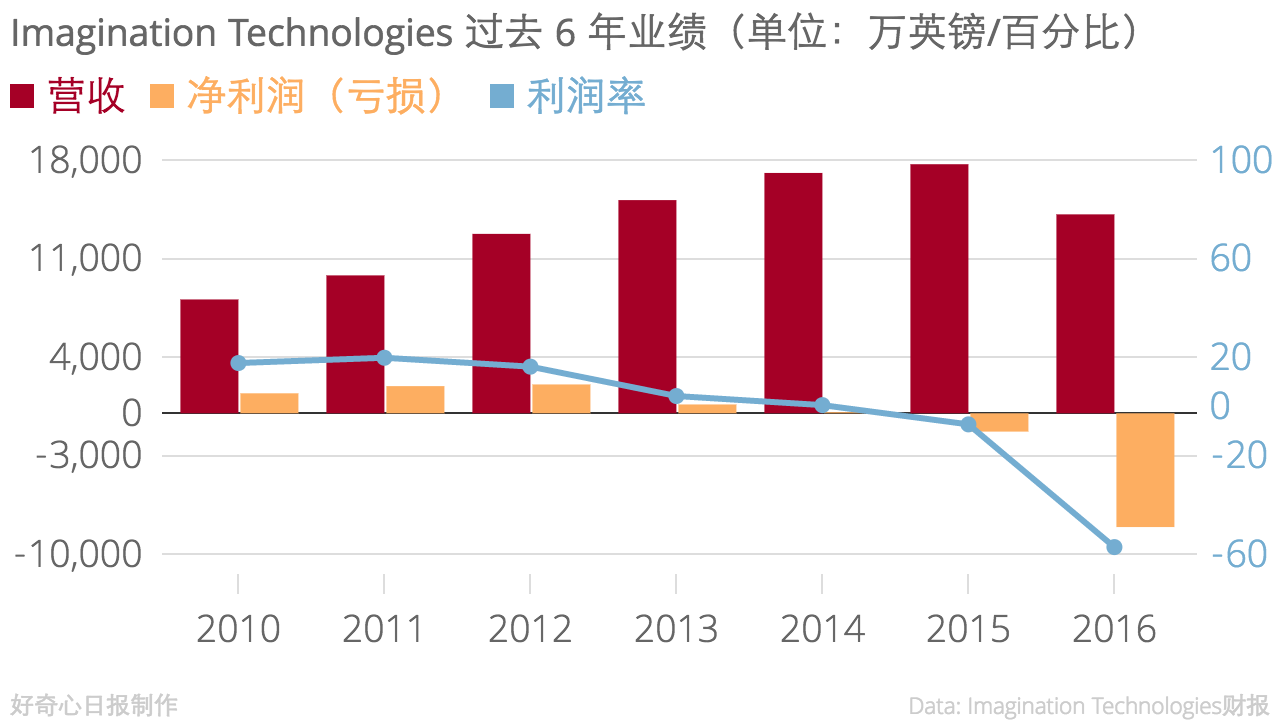 Imagination Technologies 过去 6 年业绩（单位：万英镑/百分比）
营收 净利润（亏损） 利润率
18,000 100
11,000 60
4,000 20
0 0
-3,000 -20
-10,000 -60
2010 2011 2012 2013 2014 2015 2016
好奇心日报制作 Data: Imagination Technologies财报